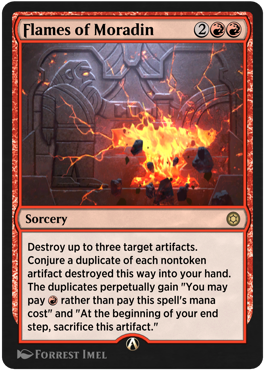 Flames of Moradin 2
Sorcery
Destroy up to three target artifacts.
Conjure a duplicate of each nontoken
artifact destroyed this way into your hand.
The duplicates perpetually gain "You may
pay rather than pay this spell's mana
cost" and "At the beginning of your end
step, sacrifice this artifact."
Forrest Imel